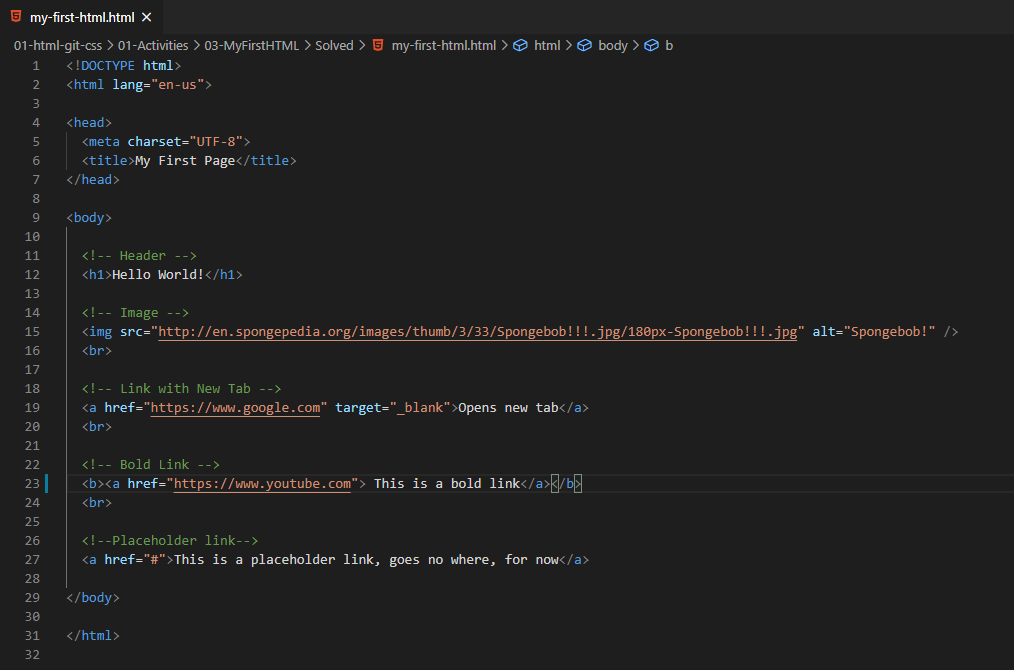 my-first-html.html ×
01-html-git-css > 01-Activities > 03-MyFirstHTML > Solved > my-first-html.html > html > body > b
1 <!DOCTYPE html>
2 <html lang="en-us">
3
4 <head>
5   <meta charset="UTF-8">
6   <title>My First Page</title>
7 </head>
8
9 <body>
10
11   <!-- Header -->
12   <h1>Hello World!</h1>
13
14   <!-- Image -->
15   <img src="http://en.spongepedia.org/images/thumb/3/33/Spongebob!!!.jpg/180px-Spongebob!!!.jpg" alt="Spongebob!" />
16   <br>
17
18   <!-- Link with New Tab -->
19   <a href="https://www.google.com" target="_blank">Opens new tab</a>
20   <br>
21
22   <!-- Bold Link -->
23   <b><a href="https://www.youtube.com"> This is a bold link</a></b>
24   <br>
25
26   <!--Placeholder link-->
27   <a href="#">This is a placeholder link, goes no where, for now</a>
28
29 </body>
30
31 </html>
32